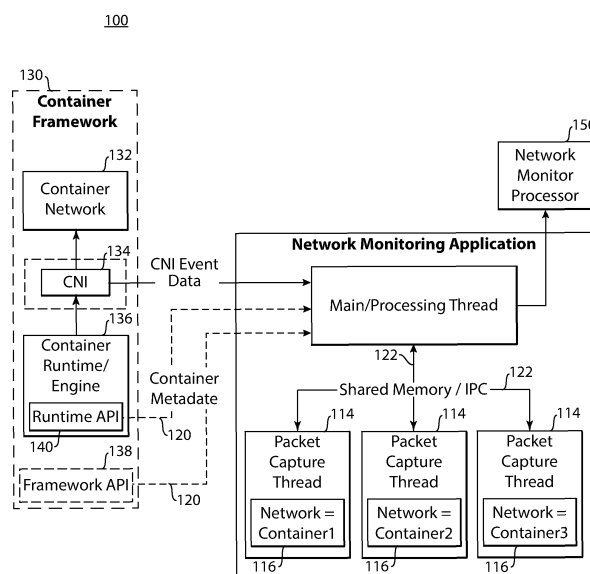 100
130
Container
Framework
132
Container
Network
134
CNI
136
Container
Runtime/
Engine
Runtime API
140
138
Framework API
CNI Event
Data
Container
Metadate
120
120
150
Network
Monitor
Processor
Network Monitoring Application
Main/Processing Thread
122
122
Shared Memory / IPC
114
114
114
Packet
Capture
Thread
Network =
Container1
116
Packet
Capture
Thread
Network =
Container2
116
Packet
Capture
Thread
Network =
Container3
116